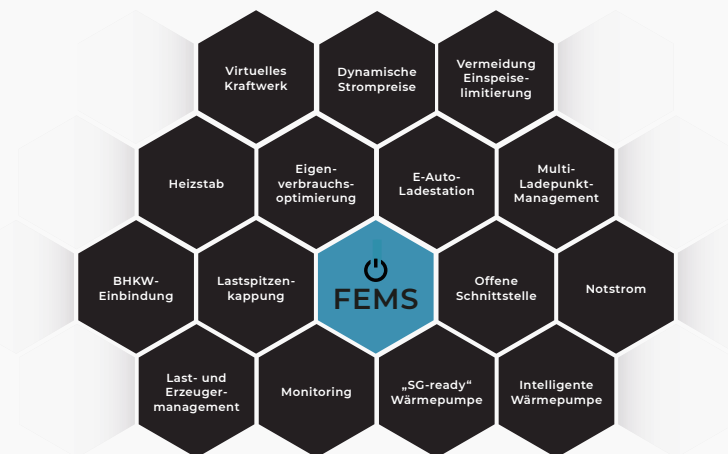 Virtuelles
Kraftwerk
Dynamische
Strompreise
Vermeidung
Einspeise-
limitierung
Heizstab
Eigen-
verbrauchs-
optimierung
E-Auto-
Ladestation
Multi-
Ladepunkt-
Management
BHKW-
Einbindung
Lastspitzen-
kappung
FEMS
Offene
Schnittstelle
Notstrom
Last- und
Erzeuger-
management
Monitoring
„SG-ready“
Wärmepumpe
Intelligente
Wärmepumpe